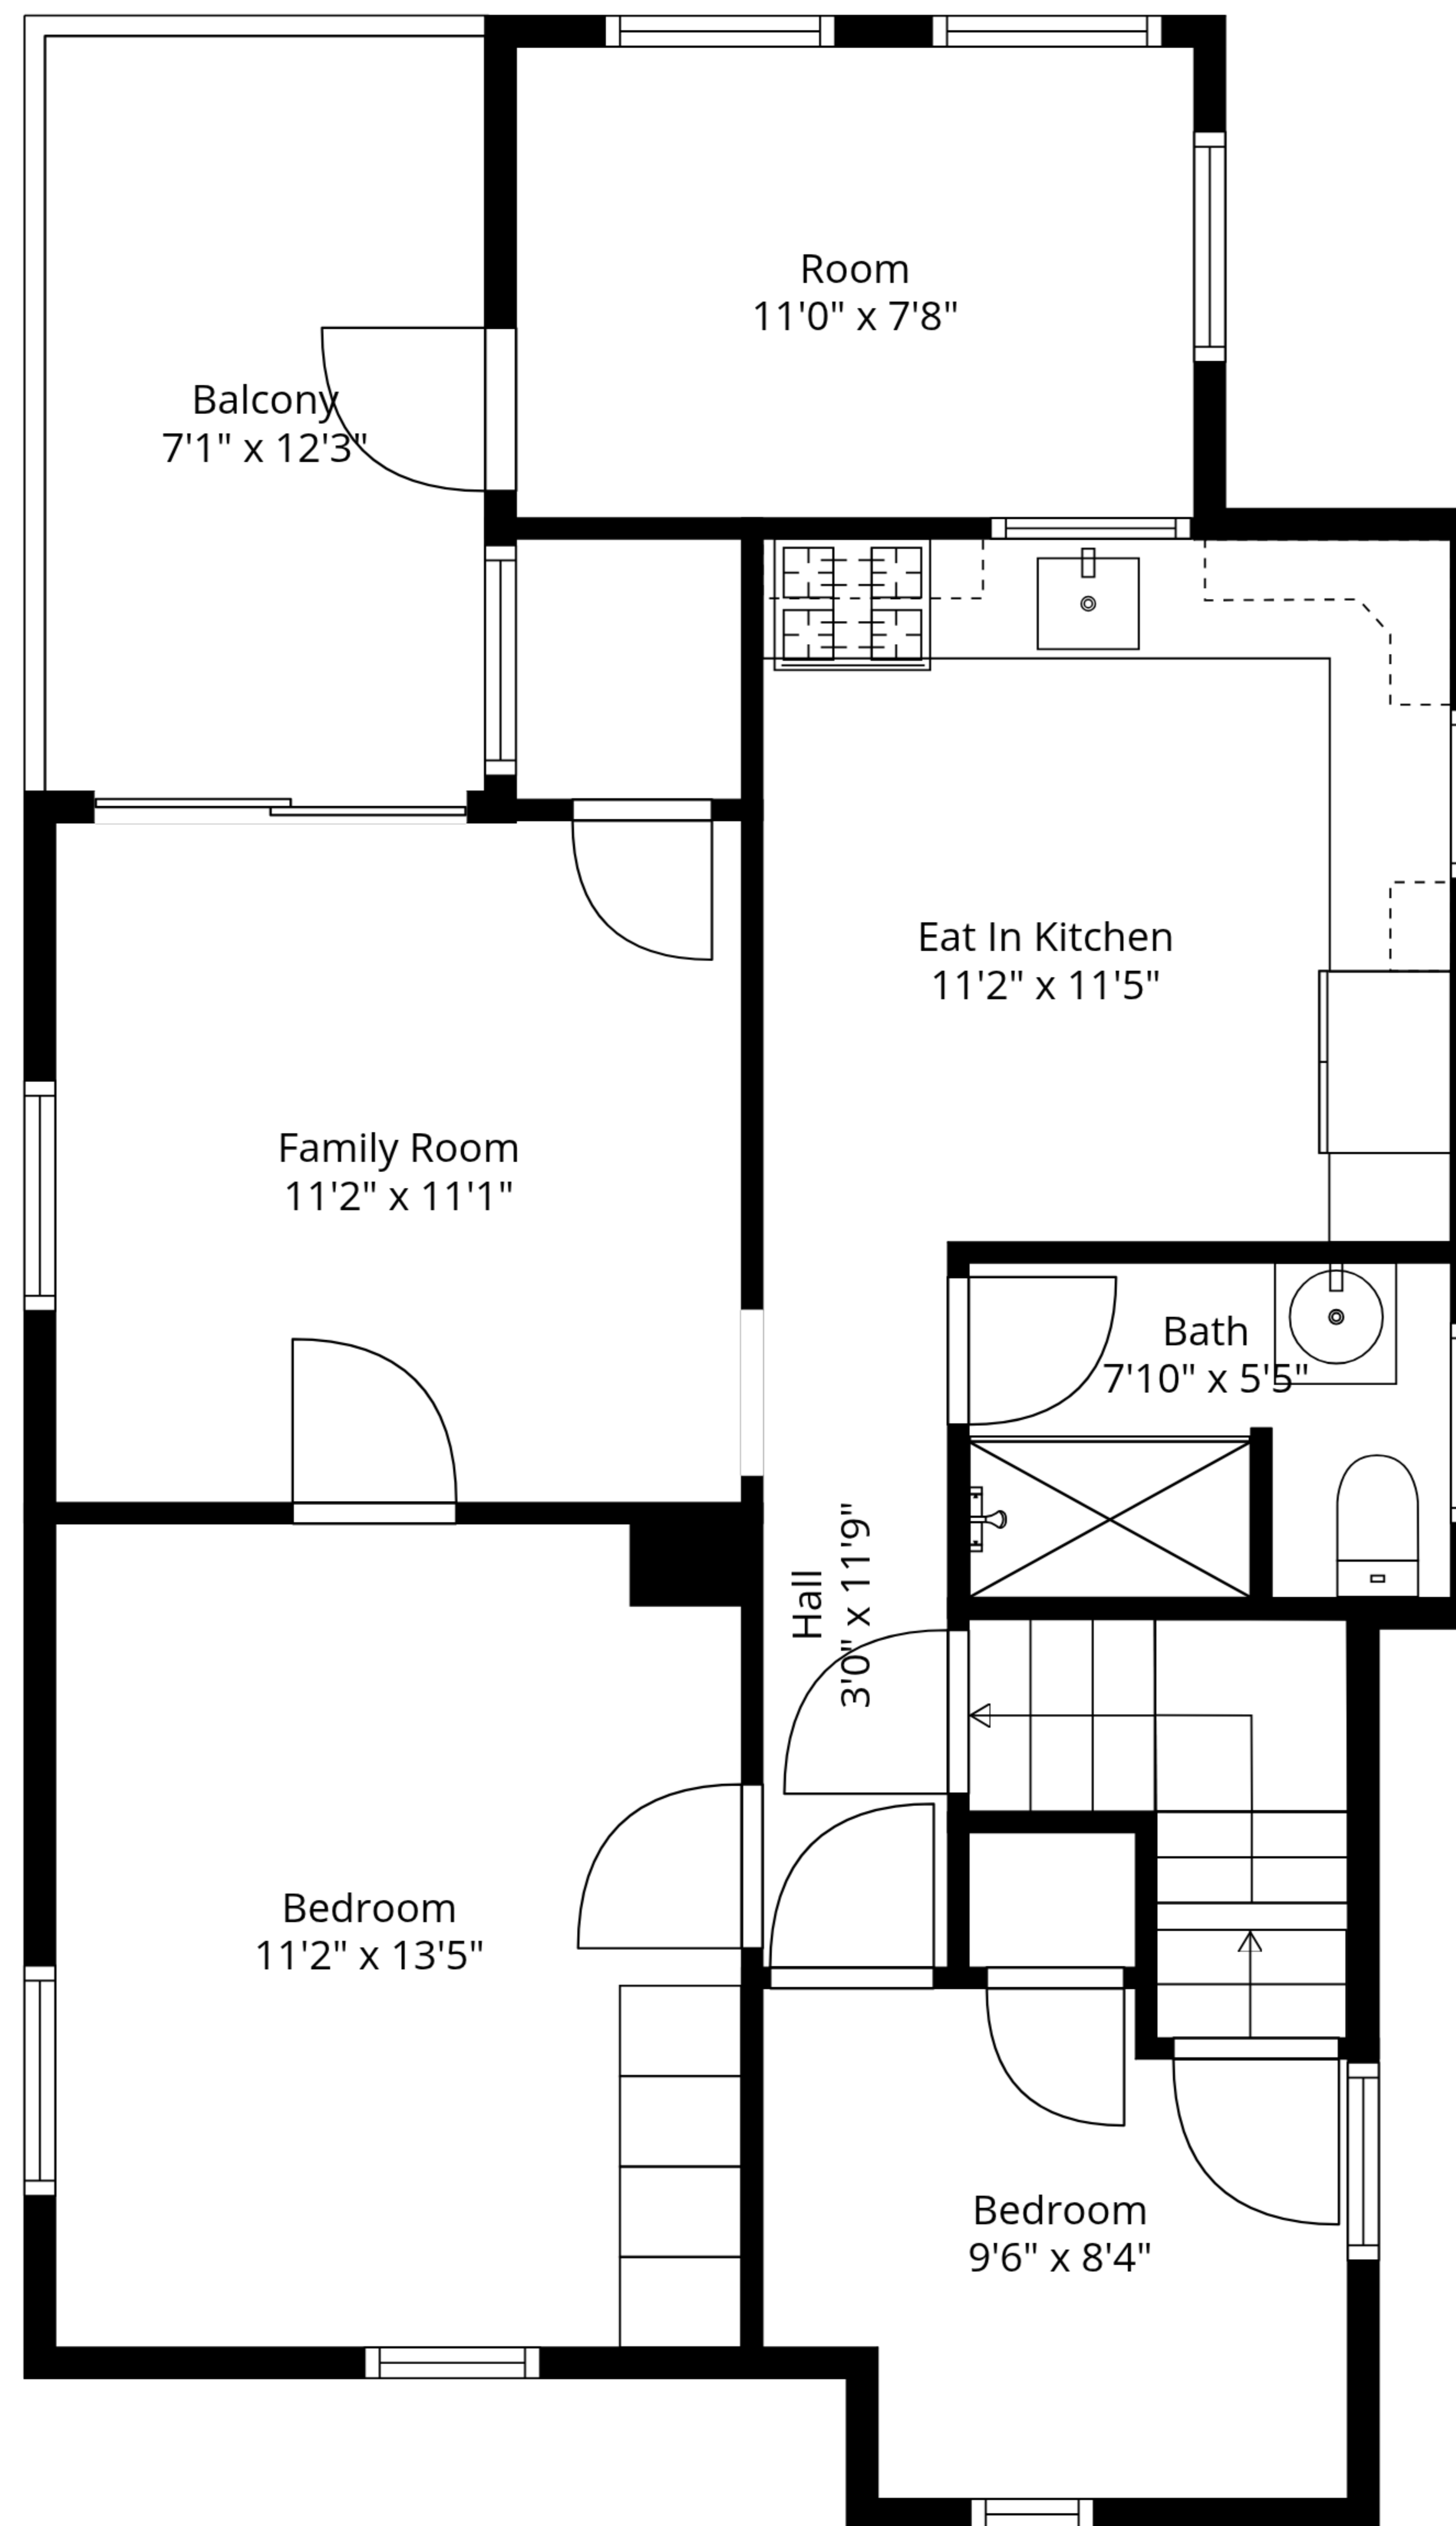 Room
11'0" x 7'8"
Balcony
7'1" x 12'3"
Eat In Kitchen
11'2" x 11'5"
Family Room
11'2" x 11'1"
Bath
7'10" x 5'5"
Hall
3'0" x 11'9"
Bedroom
11'2" x 13'5"
Bedroom
9'6" x 8'4"